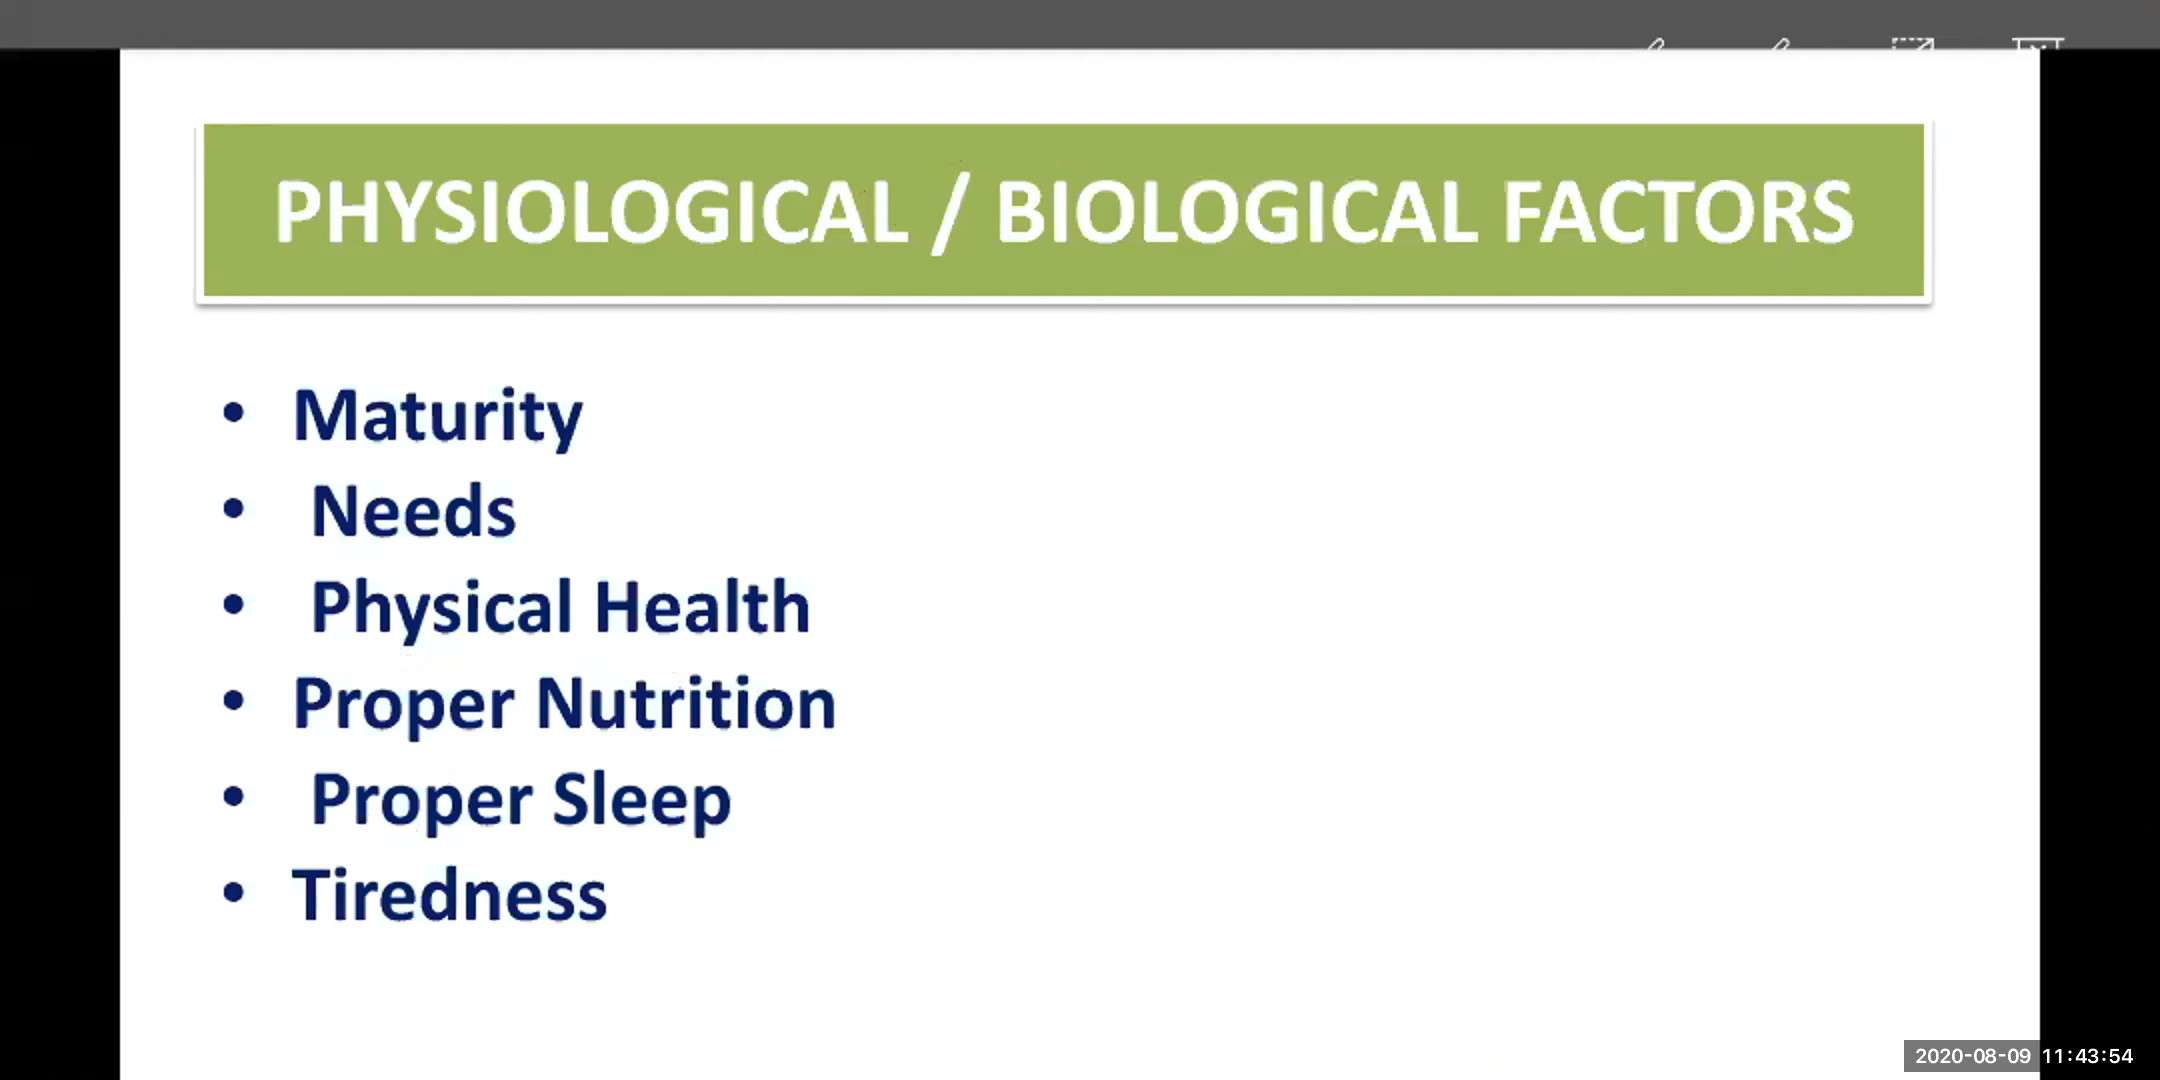 PHYSIOLOGICAL / BIOLOGICAL FACTORS
• Maturity
• Needs
• Physical Health
• Proper Nutrition
• Proper Sleep
• Tiredness
2020-08-09 11:43:54